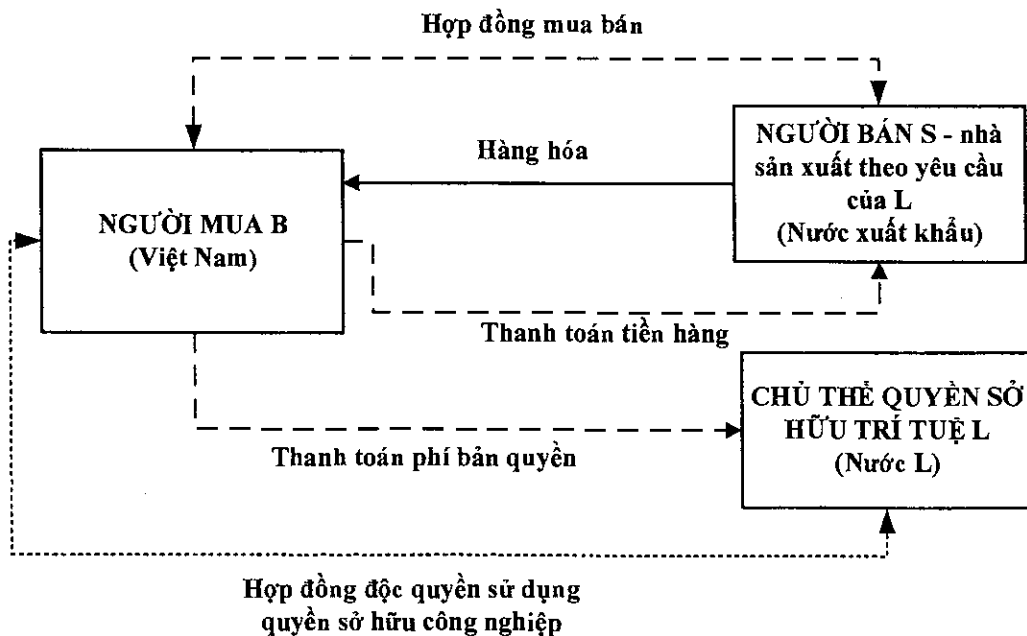 Hợp đồng mua bán
NGƯỜI BÁN S - nhà
sản xuất theo yêu cầu
của L
(Nước xuất khẩu)
Hàng hóa
NGƯỜI MUA B
(Việt Nam)
Thanh toán tiền hàng
CHỦ THỂ QUYỀN SỞ
HỮU TRÍ TUỆ L
(Nước L)
Thanh toán phí bản quyền
Hợp đồng độc quyền sử dụng
quyền sở hữu công nghiệp